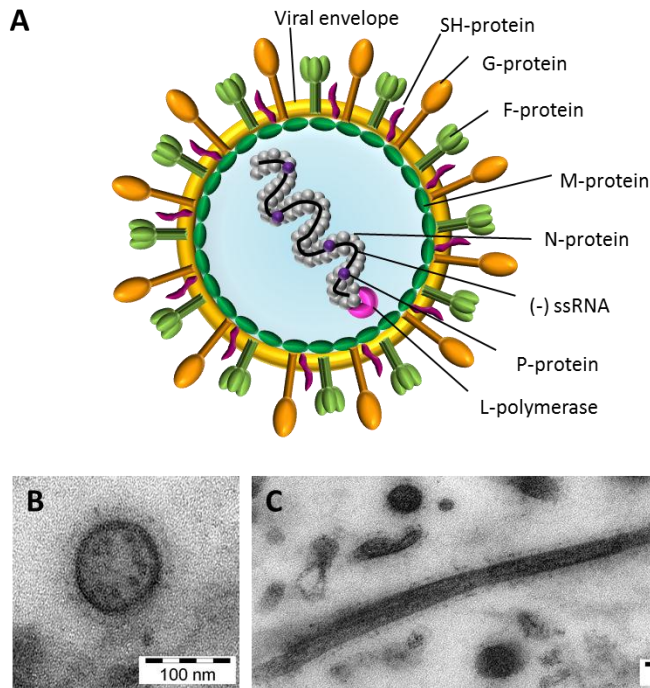 A
Viral envelope
SH-protein
G-protein
F-protein
M-protein
N-protein
(-) ssRNA
P-protein
L-polymerase
B
100 nm
C